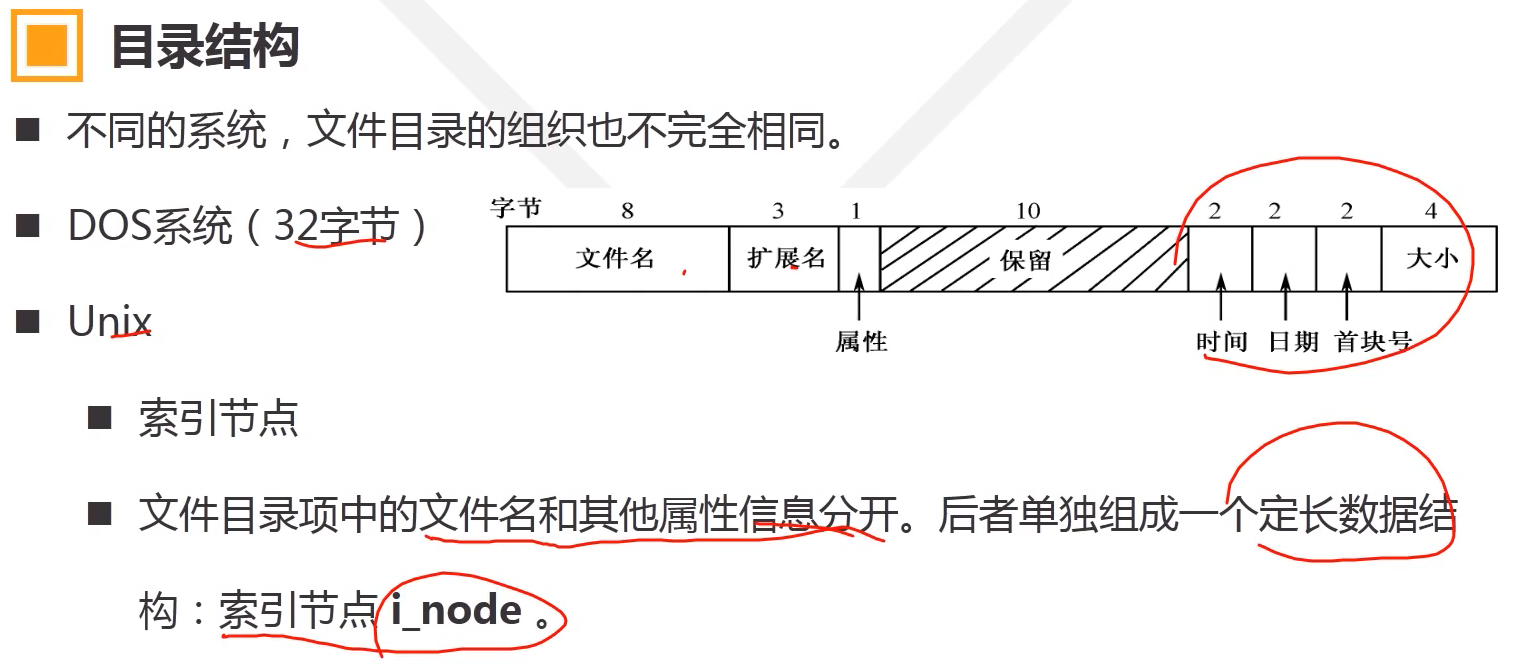 目录结构
不同的系统，文件目录的组织也不完全相同。
DOS系统（32字节）
字节 8 3 1 10 2 2 2 4
文件名 扩展名 保留 大小
属性 时间 日期 首块号
Unix
索引节点
文件目录项中的文件名和其他属性信息分开。后者单独组成一个定长数据结
构：索引节点 i_node 。